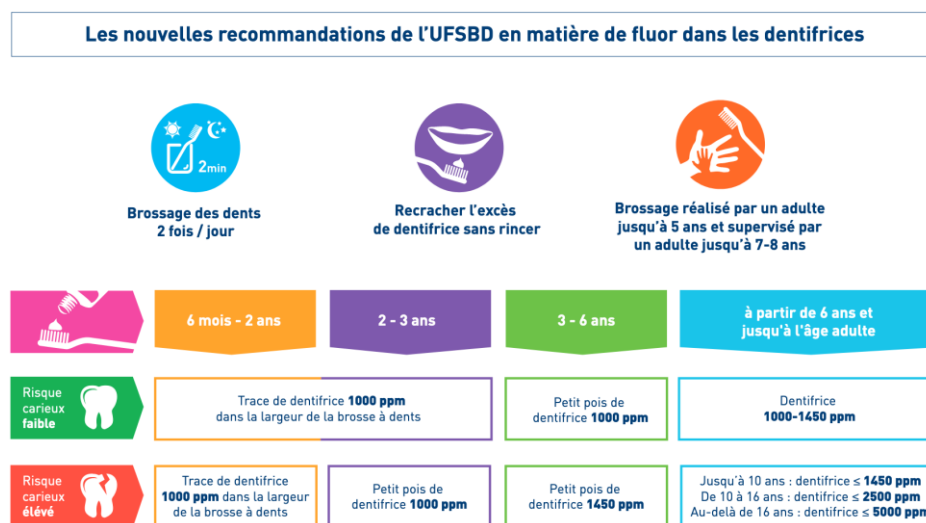 Les nouvelles recommandations de l'UFSBD en matière de fluor dans les dentifrices
2min
Brossage des dents
2 fois / jour
Recracher l'excès
de dentifrice sans rincer
Brossage réalisé par un adulte
jusqu'à 5 ans et supervisé par
un adulte jusqu'à 7-8 ans
6 mois - 2 ans
2 - 3 ans
3 - 6 ans
à partir de 6 ans et
jusqu'à l'âge adulte
Risque
carieux
faible
Trace de dentifrice 1000 ppm
dans la largeur de la brosse à dents
Petit pois de
dentifrice 1000 ppm
Dentifrice
1000-1450 ppm
Risque
carieux
élévé
Trace de dentifrice
1000 ppm dans la largeur
de la brosse à dents
Petit pois de
dentifrice 1000 ppm
Petit pois de
dentifrice 1450 ppm
Jusqu'à 10 ans : dentifrice ≤ 1450 ppm
De 10 à 16 ans : dentifrice ≤ 2500 ppm
Au-delà de 16 ans : dentifrice ≤ 5000 ppm